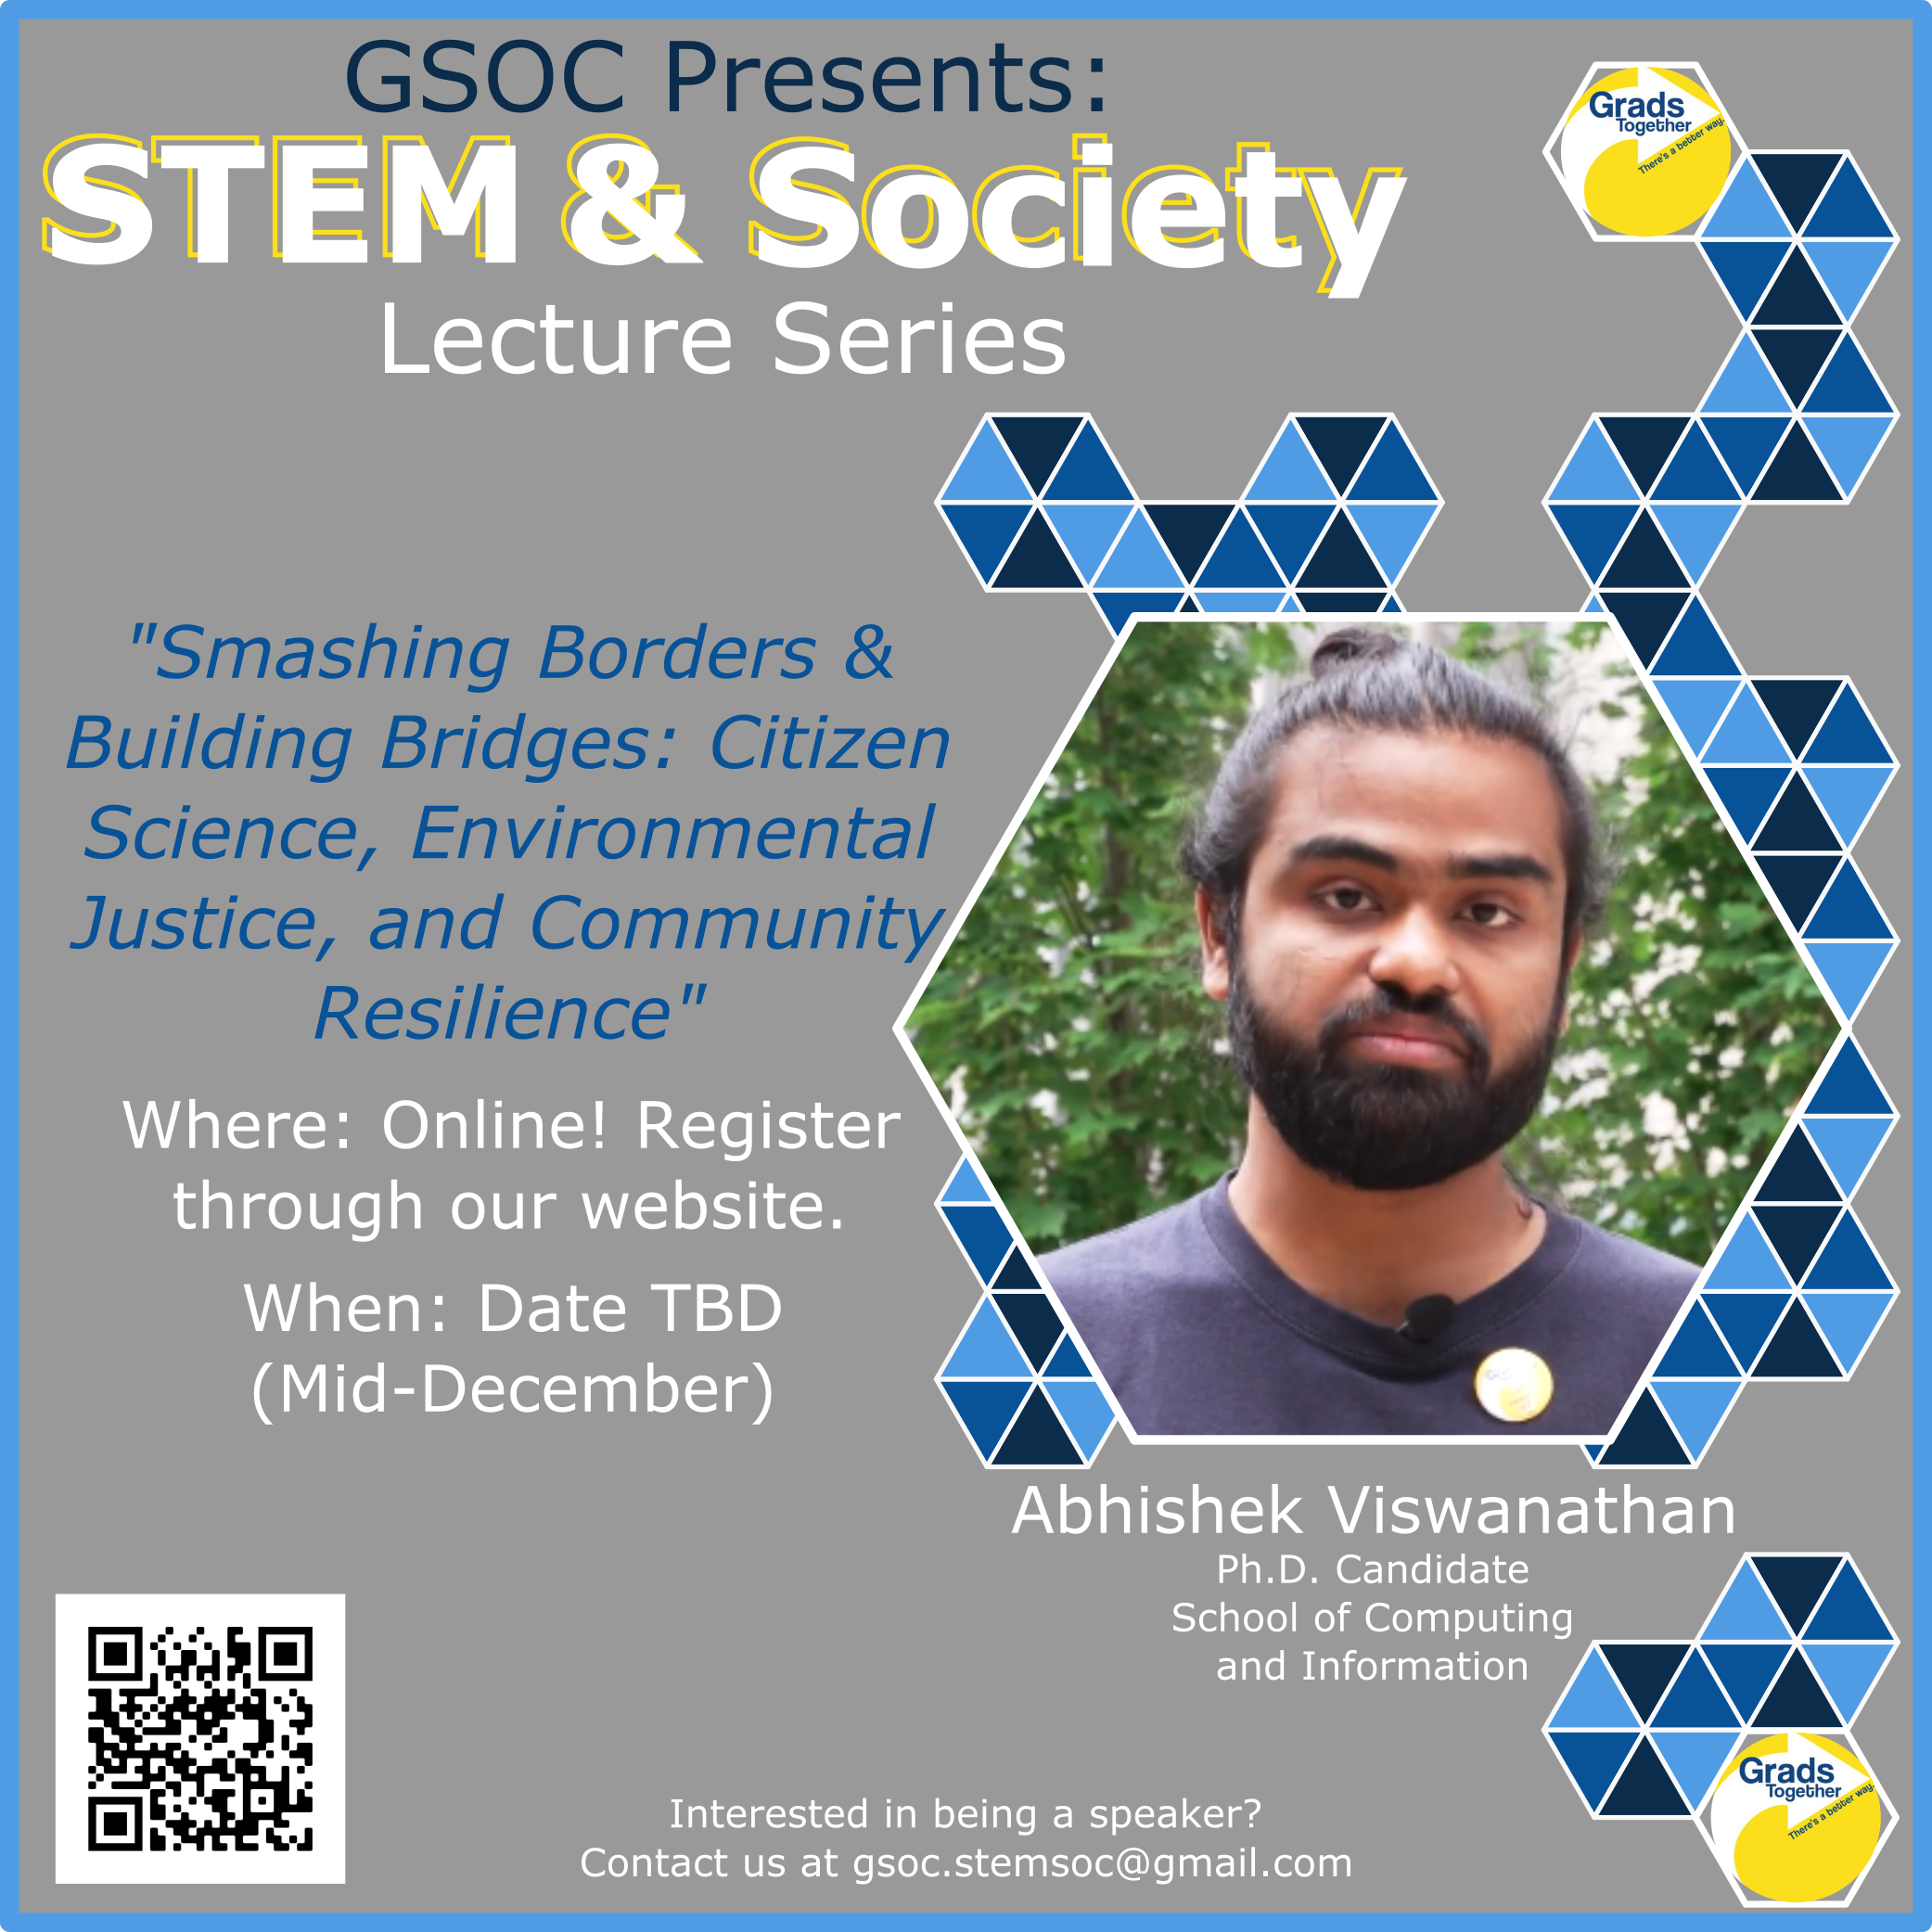 GSOC Presents:
STEM & Society
Lecture Series
Grads
Together
There's a better way.
"Smashing Borders &
Building Bridges: Citizen
Science, Environmental
Justice, and Community
Resilience"
Where: Online! Register
through our website.
When: Date TBD
(Mid-December)
Abhishek Viswanathan
Ph.D. Candidate
School of Computing
and Information
Interested in being a speaker?
Contact us at gsoc.stemsoc@gmail.com
Grads
Together
There's a better way.